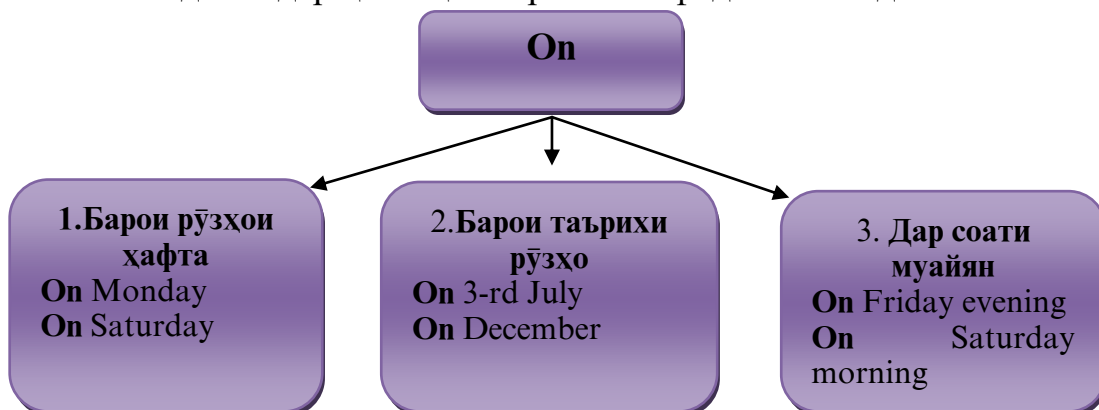 On
1.Барои рӯзҳои
ҳафта
On Monday
On Saturday
2.Барои таърихи
рӯзҳо
On 3-rd July
On December
3. Дар соати
муайян
On Friday evening
On Saturday
morning